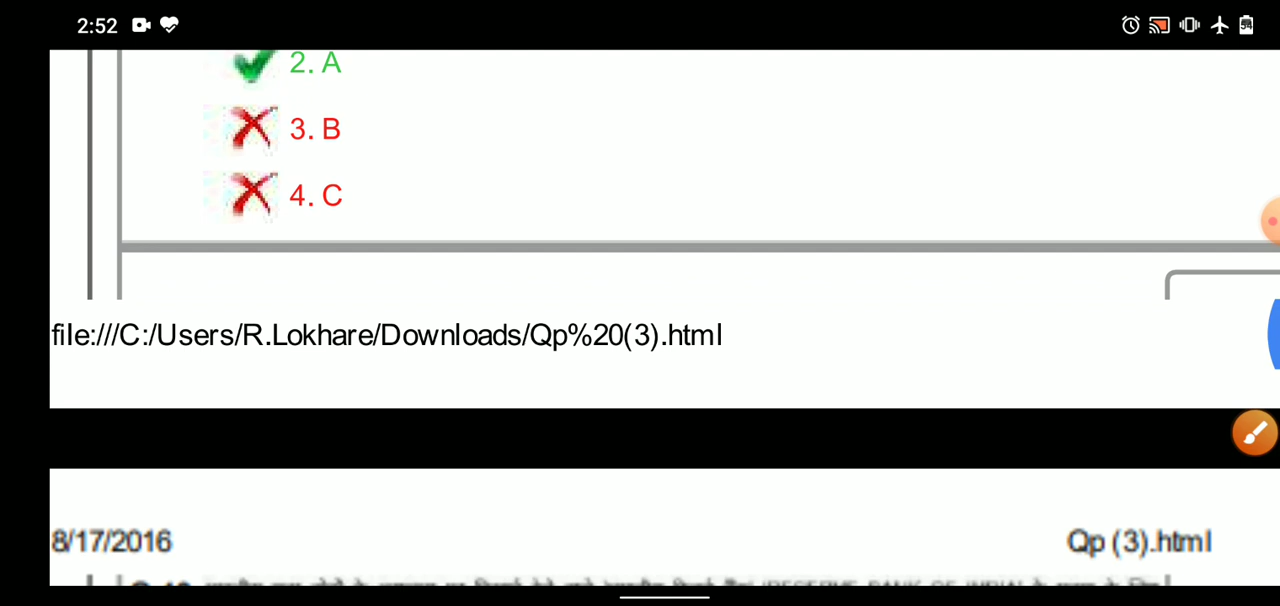 2:52
2. A
3. B
4. C
file:///C:/Users/R.Lokhare/Downloads/Qp%20(3).html
8/17/2016
Qp (3).html